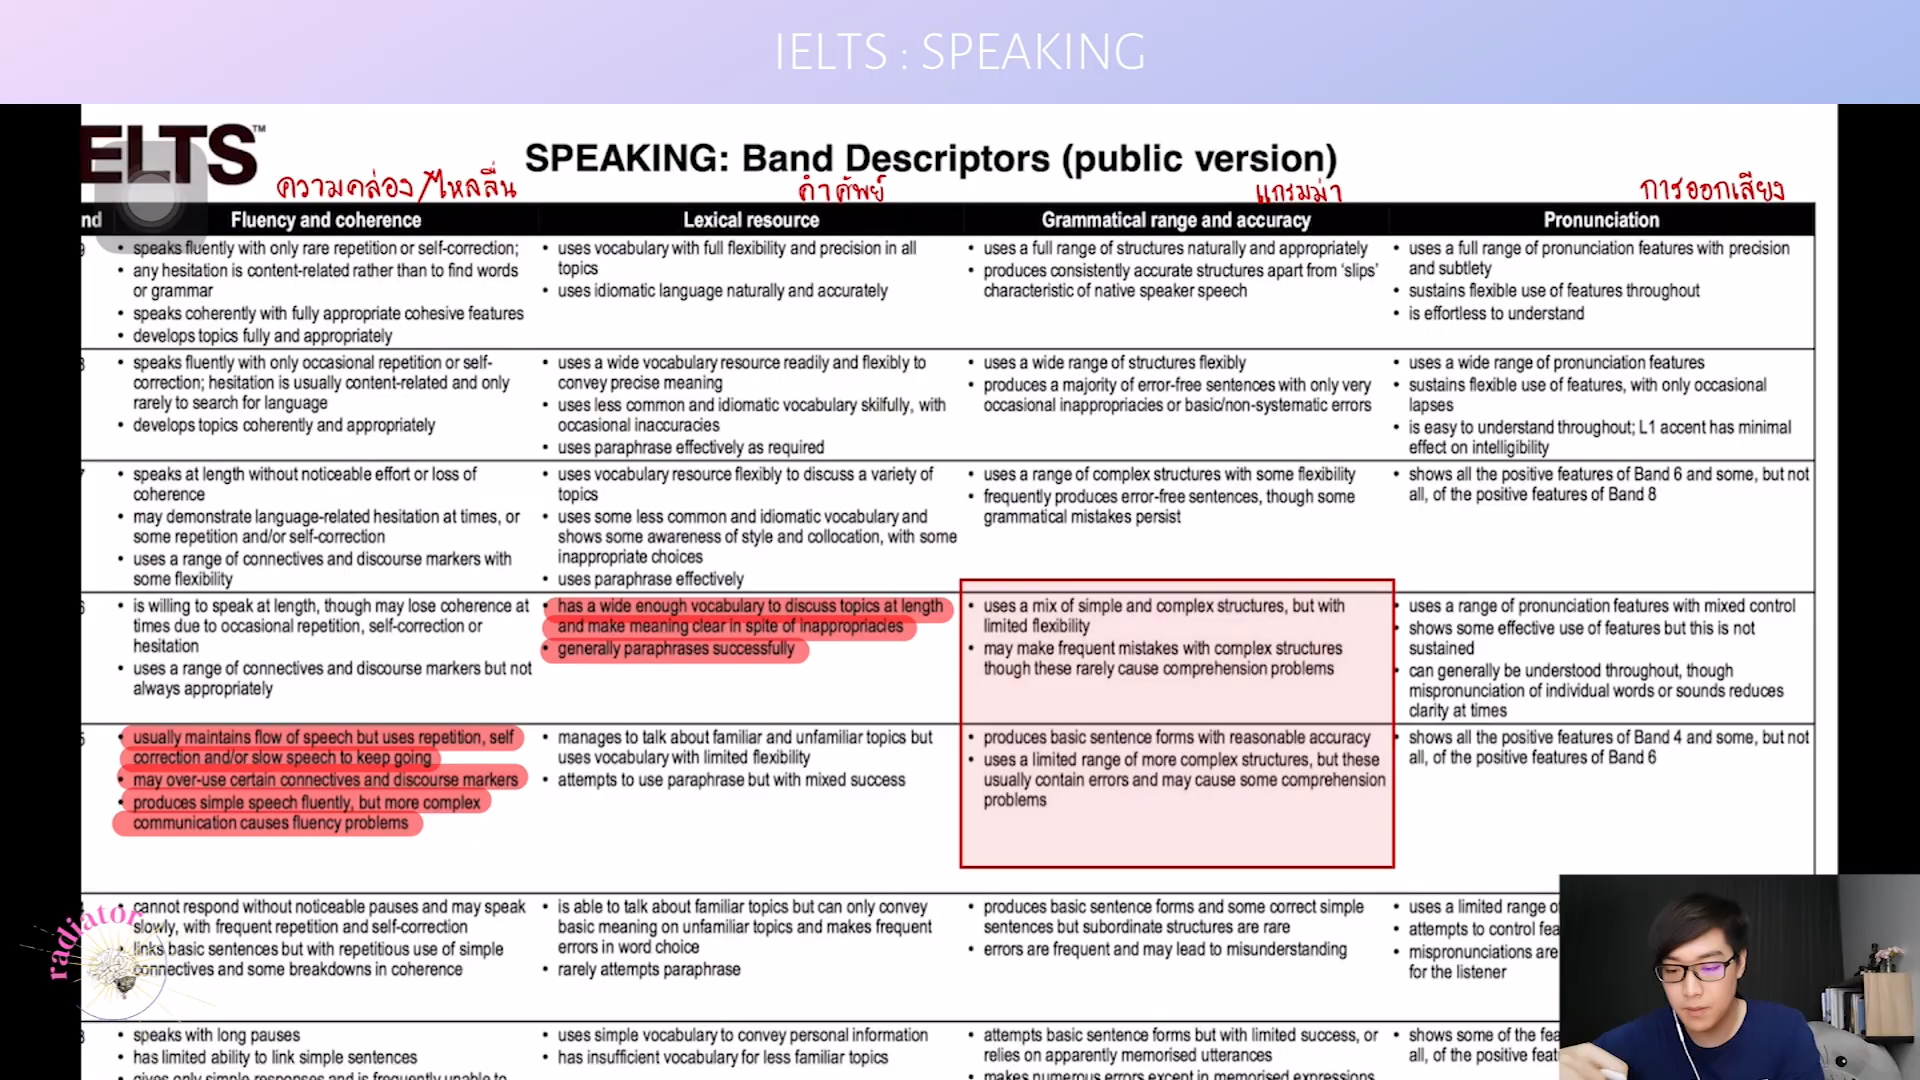 IELTS : SPEAKING
ELTS™
SPEAKING: Band Descriptors (public version)
ความคล่อง/ไหลลื่น
คำศัพย์
แกรมม่า
การออกเสียง
nd
Fluency and coherence
Lexical resource
Grammatical range and accuracy
Pronunciation
• speaks fluently with only rare repetition or self-correction;
• any hesitation is content-related rather than to find words
or grammar
• speaks coherently with fully appropriate cohesive features
• develops topics fully and appropriately
• uses vocabulary with full flexibility and precision in all
topics
• uses idiomatic language naturally and accurately
• uses a full range of structures naturally and appropriately
• produces consistently accurate structures apart from ‘slips’
characteristic of native speaker speech
• uses a full range of pronunciation features with precision
and subtlety
• sustains flexible use of features throughout
• is effortless to understand
• speaks fluently with only occasional repetition or self-
correction; hesitation is usually content-related and only
rarely to search for language
• develops topics coherently and appropriately
• uses a wide vocabulary resource readily and flexibly to
convey precise meaning
• uses less common and idiomatic vocabulary skilfully, with
occasional inaccuracies
• uses paraphrase effectively as required
• uses a wide range of structures flexibly
• produces a majority of error-free sentences with only very
occasional inappropriacies or basic/non-systematic errors
• uses a wide range of pronunciation features
• sustains flexible use of features, with only occasional
lapses
• is easy to understand throughout; L1 accent has minimal
effect on intelligibility
• speaks at length without noticeable effort or loss of
coherence
• may demonstrate language-related hesitation at times, or
some repetition and/or self-correction
• uses a range of connectives and discourse markers with
some flexibility
• uses vocabulary resource flexibly to discuss a variety of
topics
• uses some less common and idiomatic vocabulary and
shows some awareness of style and collocation, with some
inappropriate choices
• uses paraphrase effectively
• uses a range of complex structures with some flexibility
• frequently produces error-free sentences, though some
grammatical mistakes persist
• shows all the positive features of Band 6 and some, but not
all, of the positive features of Band 8
• is willing to speak at length, though may lose coherence at
times due to occasional repetition, self-correction or
hesitation
• uses a range of connectives and discourse markers but not
always appropriately
• has a wide enough vocabulary to discuss topics at length
and make meaning clear in spite of inappropriacies
• generally paraphrases successfully
• uses a mix of simple and complex structures, but with
limited flexibility
• may make frequent mistakes with complex structures
though these rarely cause comprehension problems
• uses a range of pronunciation features with mixed control
• shows some effective use of features but this is not
sustained
• can generally be understood throughout, though
mispronunciation of individual words or sounds reduces
clarity at times
• usually maintains flow of speech but uses repetition, self
correction and/or slow speech to keep going
• may over-use certain connectives and discourse markers
• produces simple speech fluently, but more complex
communication causes fluency problems
• manages to talk about familiar and unfamiliar topics but
uses vocabulary with limited flexibility
• attempts to use paraphrase but with mixed success
• produces basic sentence forms with reasonable accuracy
• uses a limited range of more complex structures, but these
usually contain errors and may cause some comprehension
problems
• shows all the positive features of Band 4 and some, but not
all, of the positive features of Band 6
• cannot respond without noticeable pauses and may speak
slowly, with frequent repetition and self-correction
• links basic sentences but with repetitious use of simple
connectives and some breakdowns in coherence
• is able to talk about familiar topics but can only convey
basic meaning on unfamiliar topics and makes frequent
errors in word choice
• rarely attempts paraphrase
• produces basic sentence forms and some correct simple
sentences but subordinate structures are rare
• errors are frequent and may lead to misunderstanding
• uses a limited range o
• attempts to control fea
• mispronunciations are
for the listener
• speaks with long pauses
• has limited ability to link simple sentences
• gives only simple responses and is frequently unable to
• uses simple vocabulary to convey personal information
• has insufficient vocabulary for less familiar topics
• attempts basic sentence forms but with limited success, or
relies on apparently memorised utterances
• makes numerous errors except in memorised expressions
• shows some of the fea
all, of the positive feat
radiator